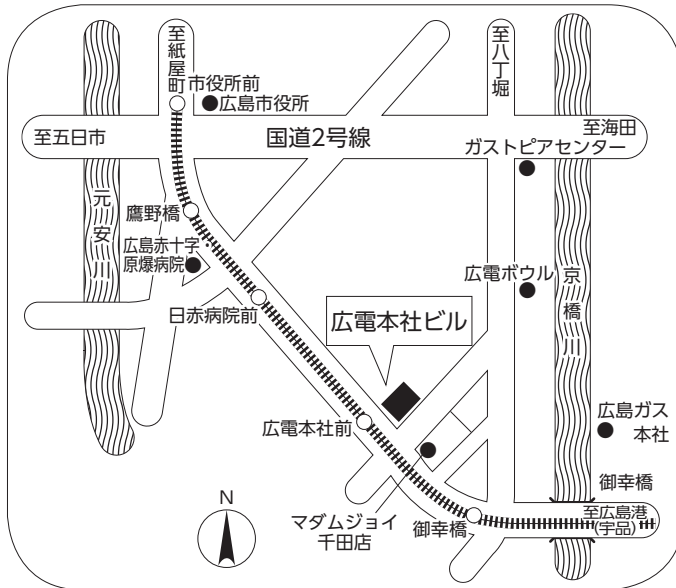 至紙屋町
至八丁堀
市役所前
広島市役所
至五日市
国道2号線
至海田
ガストピアセンター
元安川
鷹野橋
広島赤十字・
原爆病院
日赤病院前
広電ボウル
京橋川
広電本社ビル
広電本社前
広島ガス
本社
御幸橋
N
マダムジョイ
千田店
御幸橋
至広島港
(宇品)